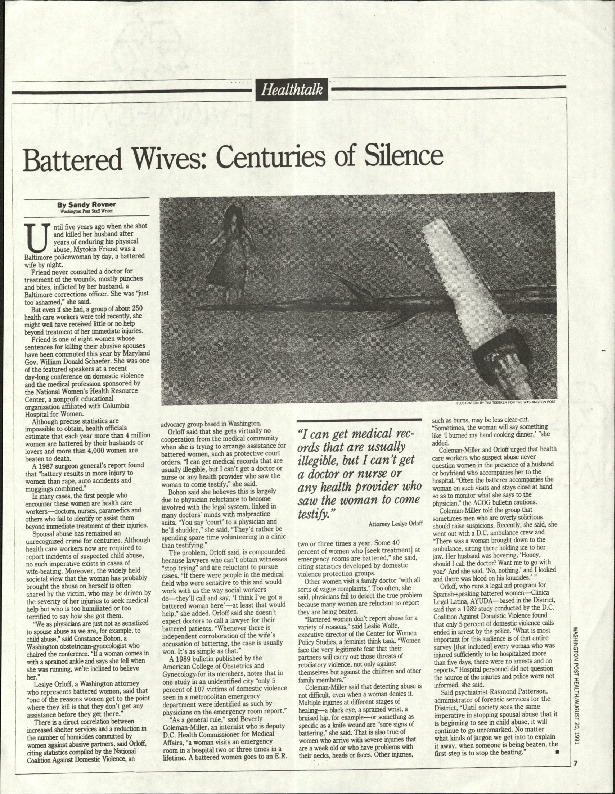 Healthtalk
Battered Wives: Centuries of Silence
By Sandy Rovner
Washington Post Staff Writer
Until five years ago when she shot
and killed her husband after
years of enduring his physical
abuse, Mytokia Friend was a
Baltimore policewoman by day, a battered
wife by night.
Friend never consulted a doctor for
treatment of the wounds, mostly punches
and bites, inflicted by her husband, a
Baltimore corrections officer. She was "just
too ashamed," she said.
But even if she had, a group of about 250
health care workers were told recently, she
might well have received little or no help
beyond treatment of her immediate injuries.
Friend is one of eight women whose
sentences for killing their abusive spouses
have been commuted this year by Maryland
Gov. William Donald Schaefer. She was one
of the featured speakers at a recent
day-long conference on domestic violence
and the medical profession sponsored by
the National Women's Health Resource
Center, a nonprofit educational
organization affiliated with Columbia
Hospital for Women.
Although precise statistics are
impossible to obtain, health officials
estimate that each year more than 4 million
women are battered by their husbands or
lovers and more than 4,000 women are
beaten to death.
A 1987 surgeon general's report found
that "battery results in more injury to
women than rape, auto accidents and
muggings combined."
In many cases, the first people who
encounter these women are health care
workers—doctors, nurses, paramedics and
others who fail to identify or assist them
beyond immediate treatment of their injuries.
Spousal abuse has remained an
unrecognized crime for centuries. Although
health care workers now are required to
report incidents of suspected child abuse,
no such imperative exists in cases of
wife-beating. Moreover, the widely held
societal view that the woman has probably
brought the abuse on herself is often
shared by the victim, who may be driven by
the severity of her injuries to seek medical
help but who is too humiliated or too
terrified to say how she got them.
"We as physicians are just not as sensitized
to spouse abuse as we are, for example, to
child abuse," said Constance Bohon, a
Washington obstetrician-gynecologist who
chaired the conference. "If a woman comes in
with a sprained ankle and says she fell when
she was running, we're inclined to believe
her."
Leslye Orloff, a Washington attorney
who represents battered women, said that
"one of the reasons women get to the point
where they kill is that they don't get any
assistance before they get there."
There is a direct correlation between
increased shelter services and a reduction in
the number of homicides committed by
women against abusive partners, said Orloff,
citing statistics compiled by the National
Coalition Against Domestic Violence, an
advocacy group based in Washington.
Orloff said that she gets virtually no
cooperation from the medical community
when she is trying to arrange assistance for
battered women, such as protective court
orders. "I can get medical records that are
usually illegible, but I can't get a doctor or
nurse or any health provider who saw the
woman to come testify," she said.
Bohon said she believes this is largely
due to physician reluctance to become
involved with the legal system, linked in
many doctors' minds with malpractice
suits. "You say 'court' to a physician and
he'll shudder," she said. "They'd rather be
spending spare time volunteering in a clinic
than testifying."
The problem, Orloff said, is compounded
because lawyers who can't obtain witnesses
"stop trying" and are reluctant to pursue
cases. "If there were people in the medical
field who were sensitive to this and would
work with us the way social workers
do—they'll call and say, 'I think I've got a
battered woman here'—at least that would
help," she added. Orloff said she doesn't
expect doctors to call a lawyer for their
battered patients. "Whenever there is
independent corroboration of the wife's
accusation of battering, the case is usually
won. It's as simple as that."
A 1989 bulletin published by the
American College of Obstetrics and
Gynecology for its members, notes that in
one study in an unidentified city "only 5
percent of 107 victims of domestic violence
seen in a metropolitan emergency
department were identified as such by
physicians on the emergency room report."
"As a general rule," said Beverly
Coleman-Miller, an internist who is deputy
D.C. Health Commissioner for Medical
Affairs, "a woman visits an emergency
room in a hospital two or three times in a
lifetime. A battered women goes to an E.R.
"I can get medical rec-
ords that are usually
illegible, but I can't get
a doctor or nurse or
any health provider who
saw the woman to come
testify."
Attorney Leslye Orloff
two or three times a year. Some 40
percent of women who [seek treatment] at
emergency rooms are battered," she said,
citing statistics developed by domestic
violence protection groups.
Other women visit a family doctor "with all
sorts of vague complaints." Too often, she
said, physicians fail to detect the true problem
because many women are reluctant to report
they are being beaten.
"Battered women don't report abuse for a
variety of reasons," said Leslie Wolfe,
executive director of the Center for Women
Policy Studies, a feminist think tank. "Women
face the very legitimate fear that their
partners will carry out those threats of
retaliatory violence, not only against
themselves but against the children and other
family members."
Coleman-Miller said that detecting abuse is
not difficult, even when a woman denies it.
Multiple injuries at different stages of
healing—a black eye, a sprained wrist, a
bruised hip, for example—or something as
specific as a knife wound are "sure signs of
battering," she said. That is also true of
women who arrive with severe injuries that
are a week old or who have problems with
their necks, heads or faces. Other injuries,
such as burns, may be less clear-cut.
"Sometimes, the woman will say something
like 'I burned my hand cooking dinner,' " she
added.
Coleman-Miller and Orloff urged that health
care workers who suspect abuse never
question women in the presence of a husband
or boyfriend who accompanies her to the
hospital. "Often the batterer accompanies the
woman on such visits and stays close at hand
so as to monitor what she says to the
physician," the ACOG bulletin cautions.
Coleman-Miller told the group that
sometimes men who are overly solicitous
should raise suspicions. Recently, she said, she
went out with a D.C. ambulance crew and
"There was a woman brought down to the
ambulance, sitting there holding ice to her
jaw. Her husband was hovering. 'Honey,
should I call the doctor? Want me to go with
you?' And she said, 'No, nothing,' and I looked
and there was blood on his knuckles."
Orloff, who runs a legal aid program for
Spanish-speaking battered women—Clinica
Legal Latina, AYUDA—based in the District,
said that a 1989 study conducted by the D.C.
Coalition Against Domestic Violence found
that only 5 percent of domestic violence calls
ended in arrest by the police. "What is most
important for this audience is of that entire
survey [that included] every woman who was
injured sufficiently to be hospitalized more
than five days, there were no arrests and no
reports." Hospital personnel did not question
the source of the injuries and police were not
informed, she said.
Said psychiatrist Raymond Patterson,
administrator of forensic services for the
District, "Until society sees the same
imperative in stopping spousal abuse that it
is beginning to see in child abuse, it will
continue to go unremarked. No matter
what kinds of jargon we get into to explain
it away, when someone is being beaten, the
first step is to stop the beating."
WASHINGTON POST HEALTH/AUGUST 20, 1991
7